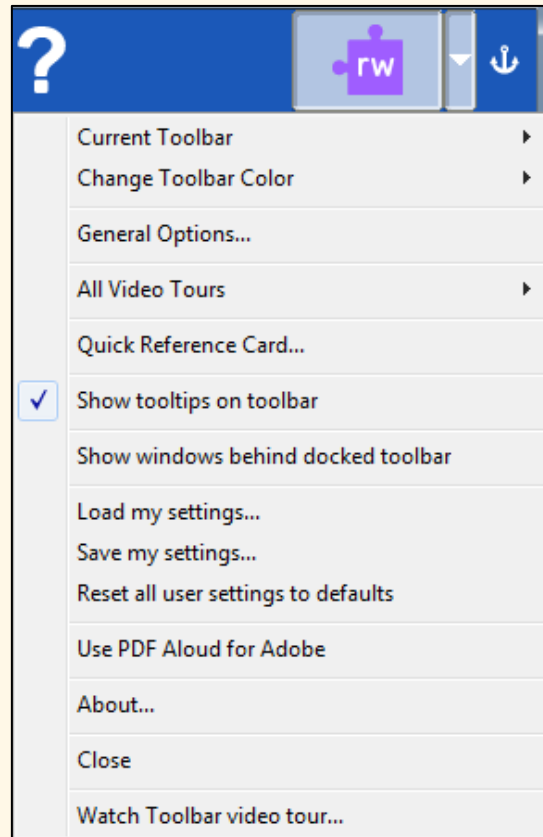 ?
rw
Current Toolbar
Change Toolbar Color
General Options...
All Video Tours
Quick Reference Card...
Show tooltips on toolbar
Show windows behind docked toolbar
Load my settings...
Save my settings...
Reset all user settings to defaults
Use PDF Aloud for Adobe
About...
Close
Watch Toolbar video tour...